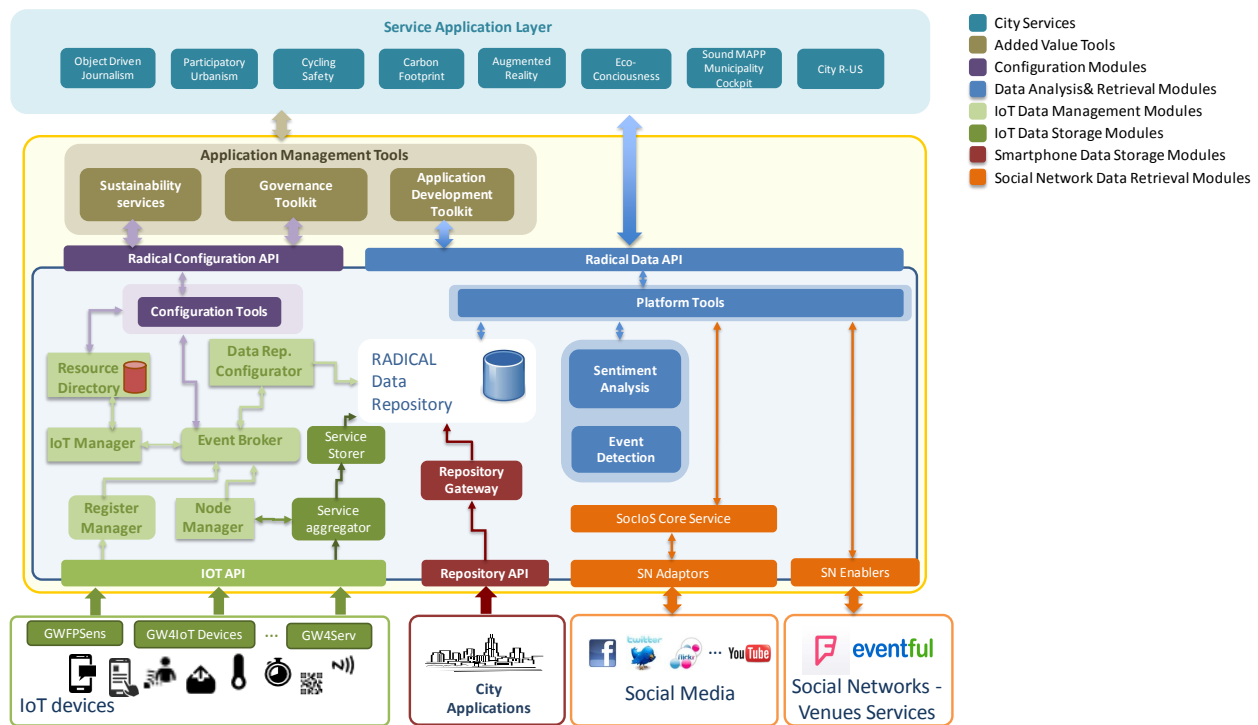 Service Application Layer
Object Driven
Journalism
Participatory
Urbanism
Cycling
Safety
Carbon
Footprint
Augmented
Reality
Eco-
Conciousness
Sound MAPP
Municipality
Cockpit
City R-US
City Services
Added Value Tools
Configuration Modules
Data Analysis& Retrieval Modules
IoT Data Management Modules
IoT Data Storage Modules
Smartphone Data Storage Modules
Social Network Data Retrieval Modules
Application Management Tools
Sustainability
services
Governance
Toolkit
Application
Development
Toolkit
Radical Configuration API
Radical Data API
Configuration Tools
Platform Tools
Resource
Directory
Data Rep.
Configurator
RADICAL
Data
Repository
Sentiment
Analysis
Event
Detection
IoT Manager
Event Broker
Service
Storer
Repository
Gateway
Register
Manager
Node
Manager
Service
aggregator
SocIoS Core Service
IOT API
Repository API
SN Adaptors
SN Enablers
GWFPSens
GW4IoT Devices
...
GW4Serv
IoT devices
City
Applications
twitter
flickr
...
YouTube
Social Media
eventful
Social Networks -
Venues Services